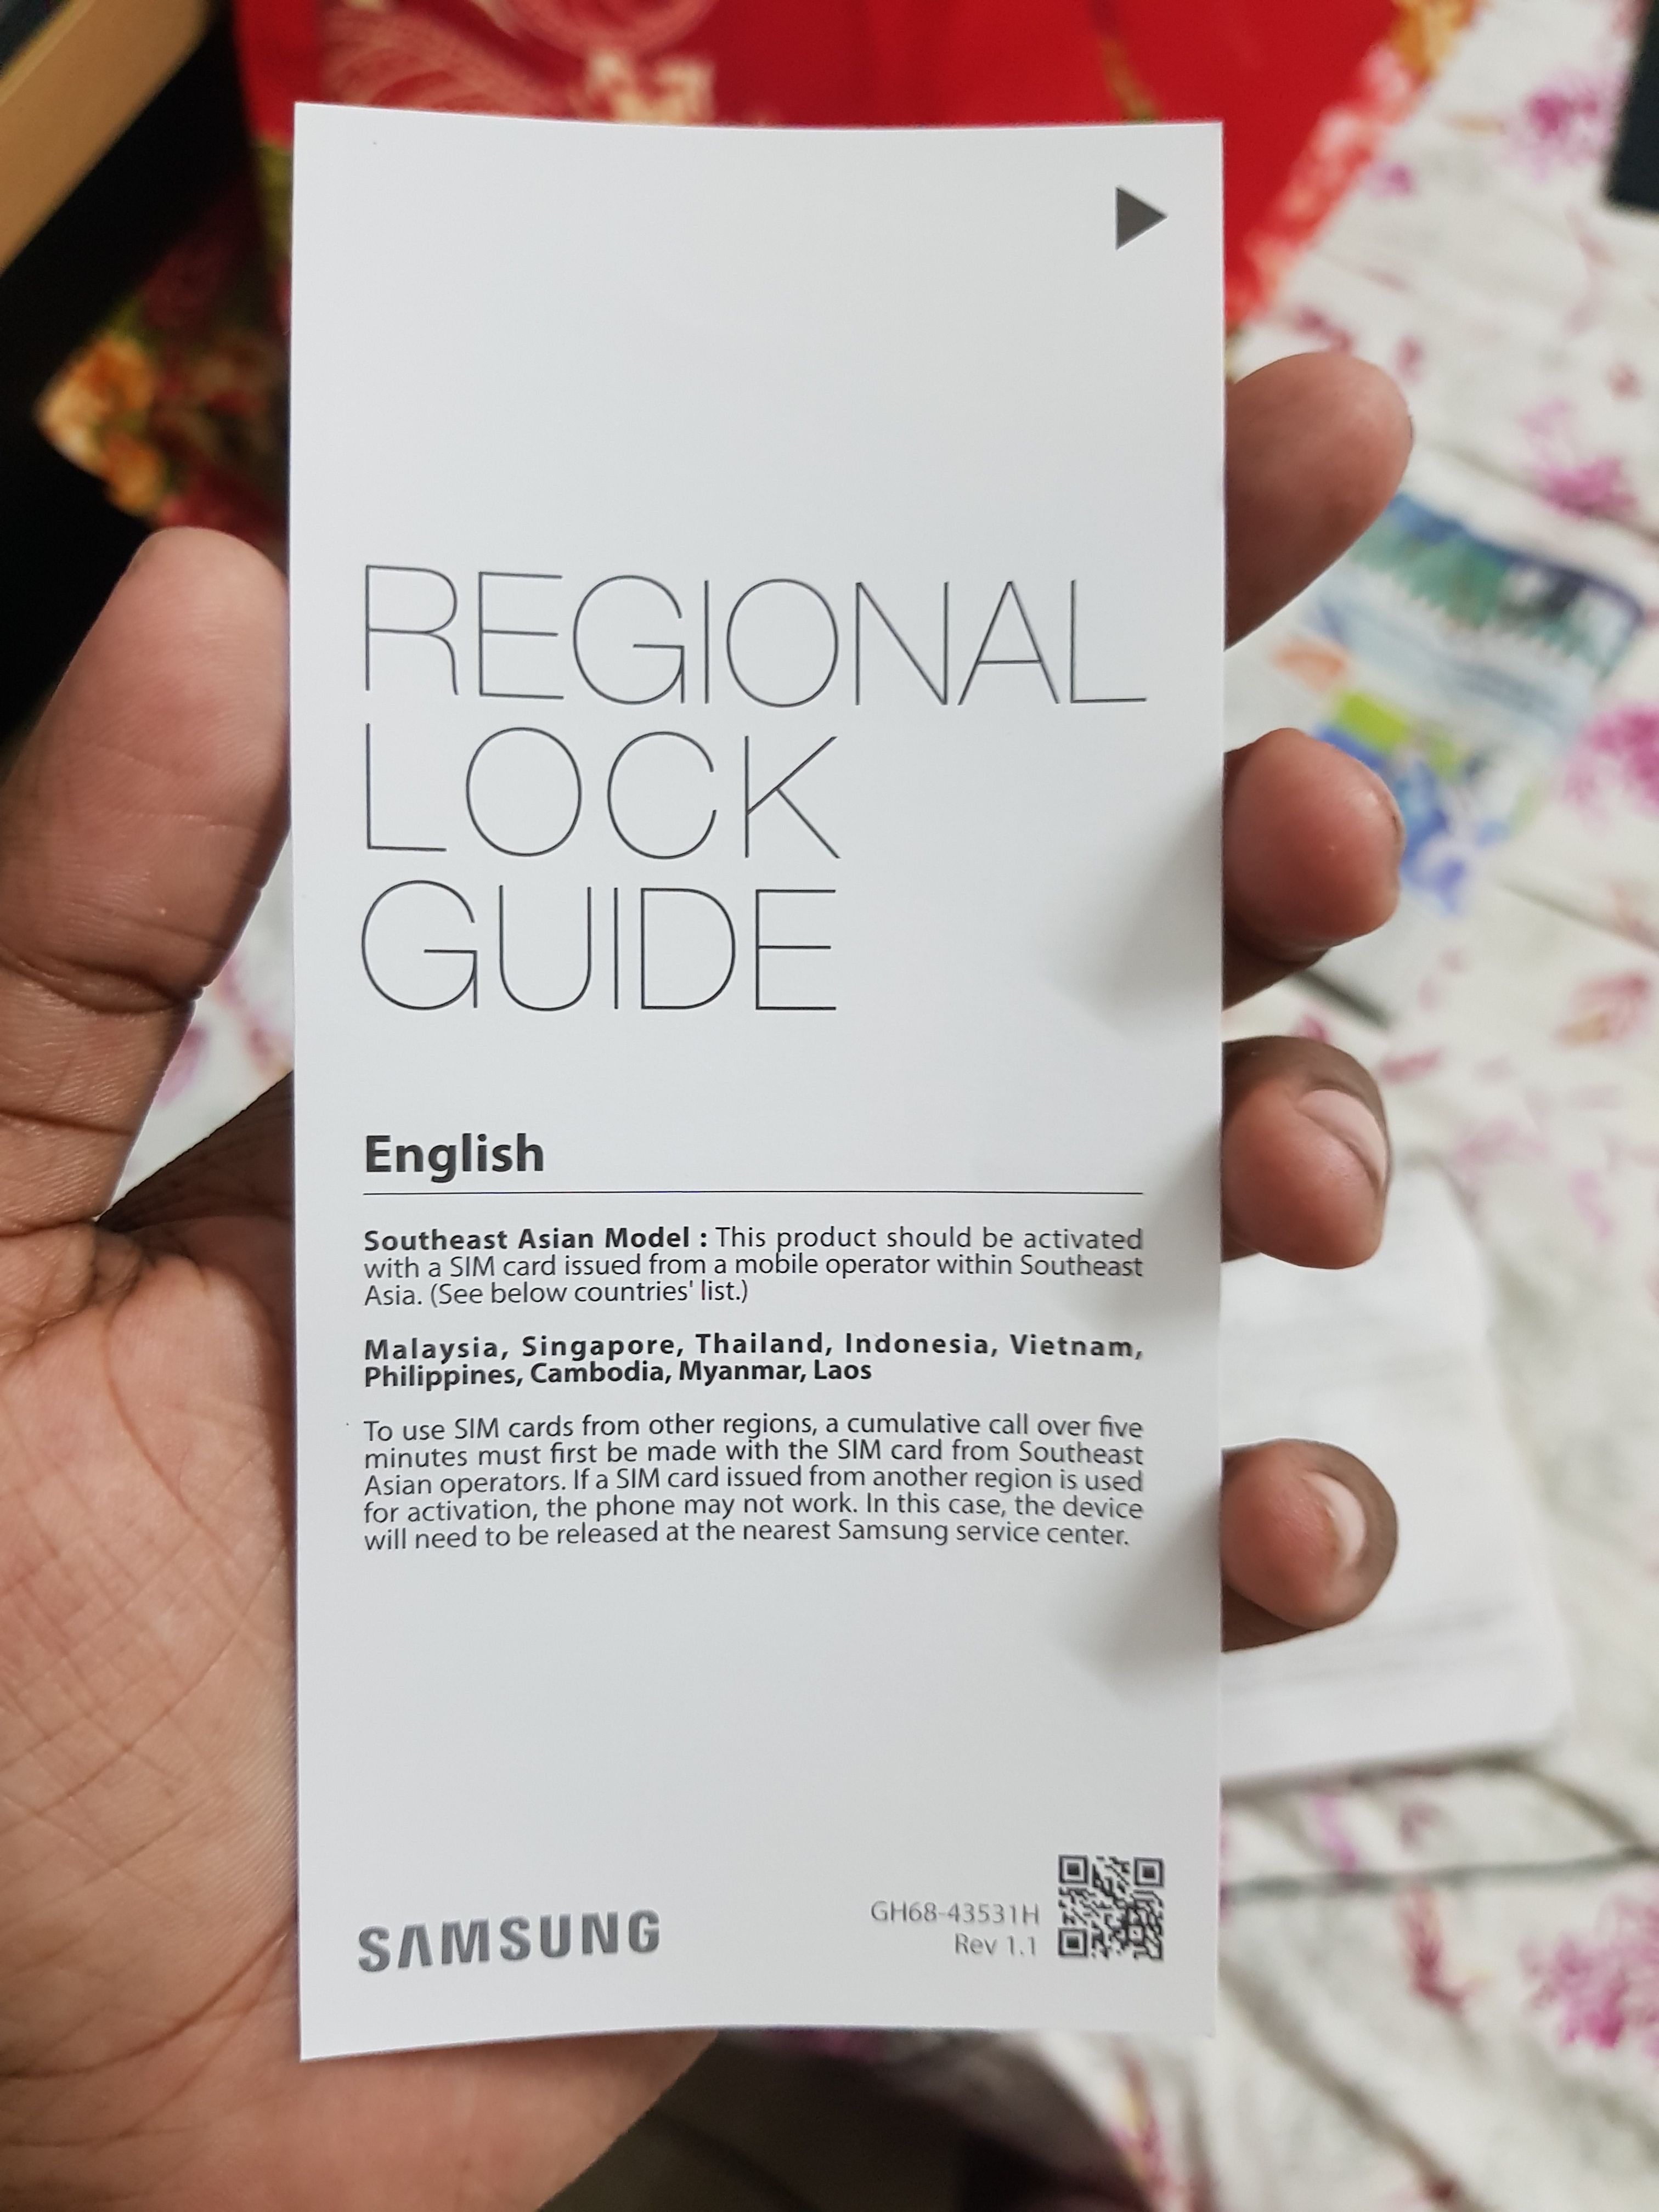 REGIONAL
LOCK
GUIDE
English
Southeast Asian Model : This product should be activated
with a SIM card issued from a mobile operator within Southeast
Asia. (See below countries' list.)
Malaysia, Singapore, Thailand, Indonesia, Vietnam,
Philippines, Cambodia, Myanmar, Laos
To use SIM cards from other regions, a cumulative call over five
minutes must first be made with the SIM card from Southeast
Asian operators. If a SIM card issued from another region is used
for activation, the phone may not work. In this case, the device
will need to be released at the nearest Samsung service center.
SAMSUNG
GH68-43531H
Rev 1.1